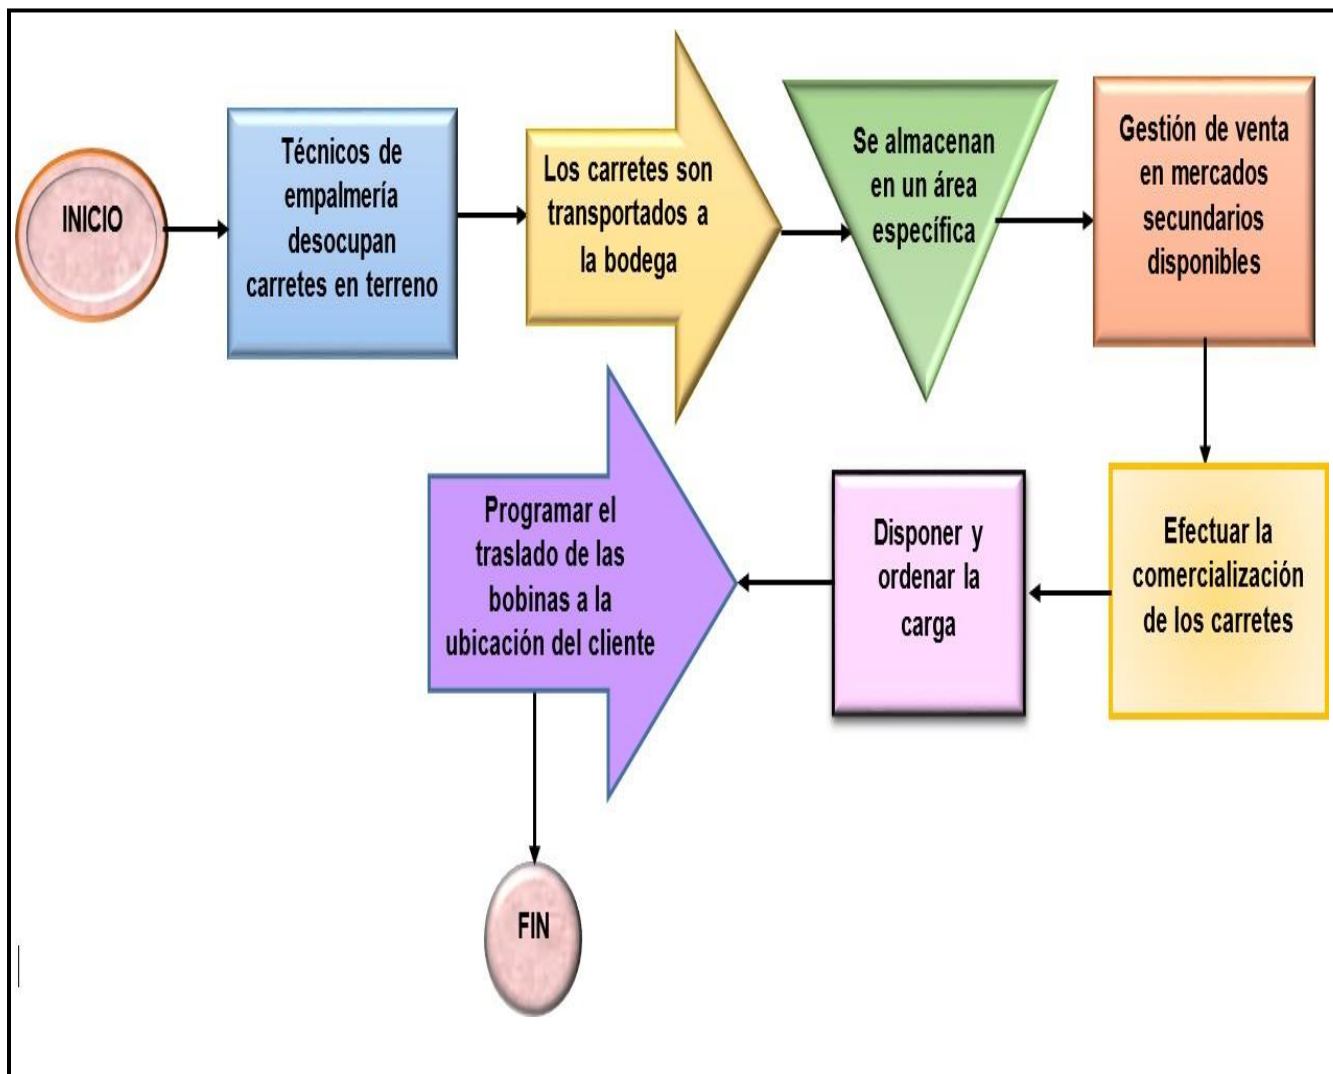 INICIO
Técnicos de
empalmería
desocupan
carretes en terreno
Los carretes son
transportados a
la bodega
Se almacenan
en un área
específica
Gestión de venta
en mercados
secundarios
disponibles
Efectuar la
comercialización
de los carretes
Disponer y
ordenar la
carga
Programar el
traslado de las
bobinas a la
ubicación del cliente
FIN